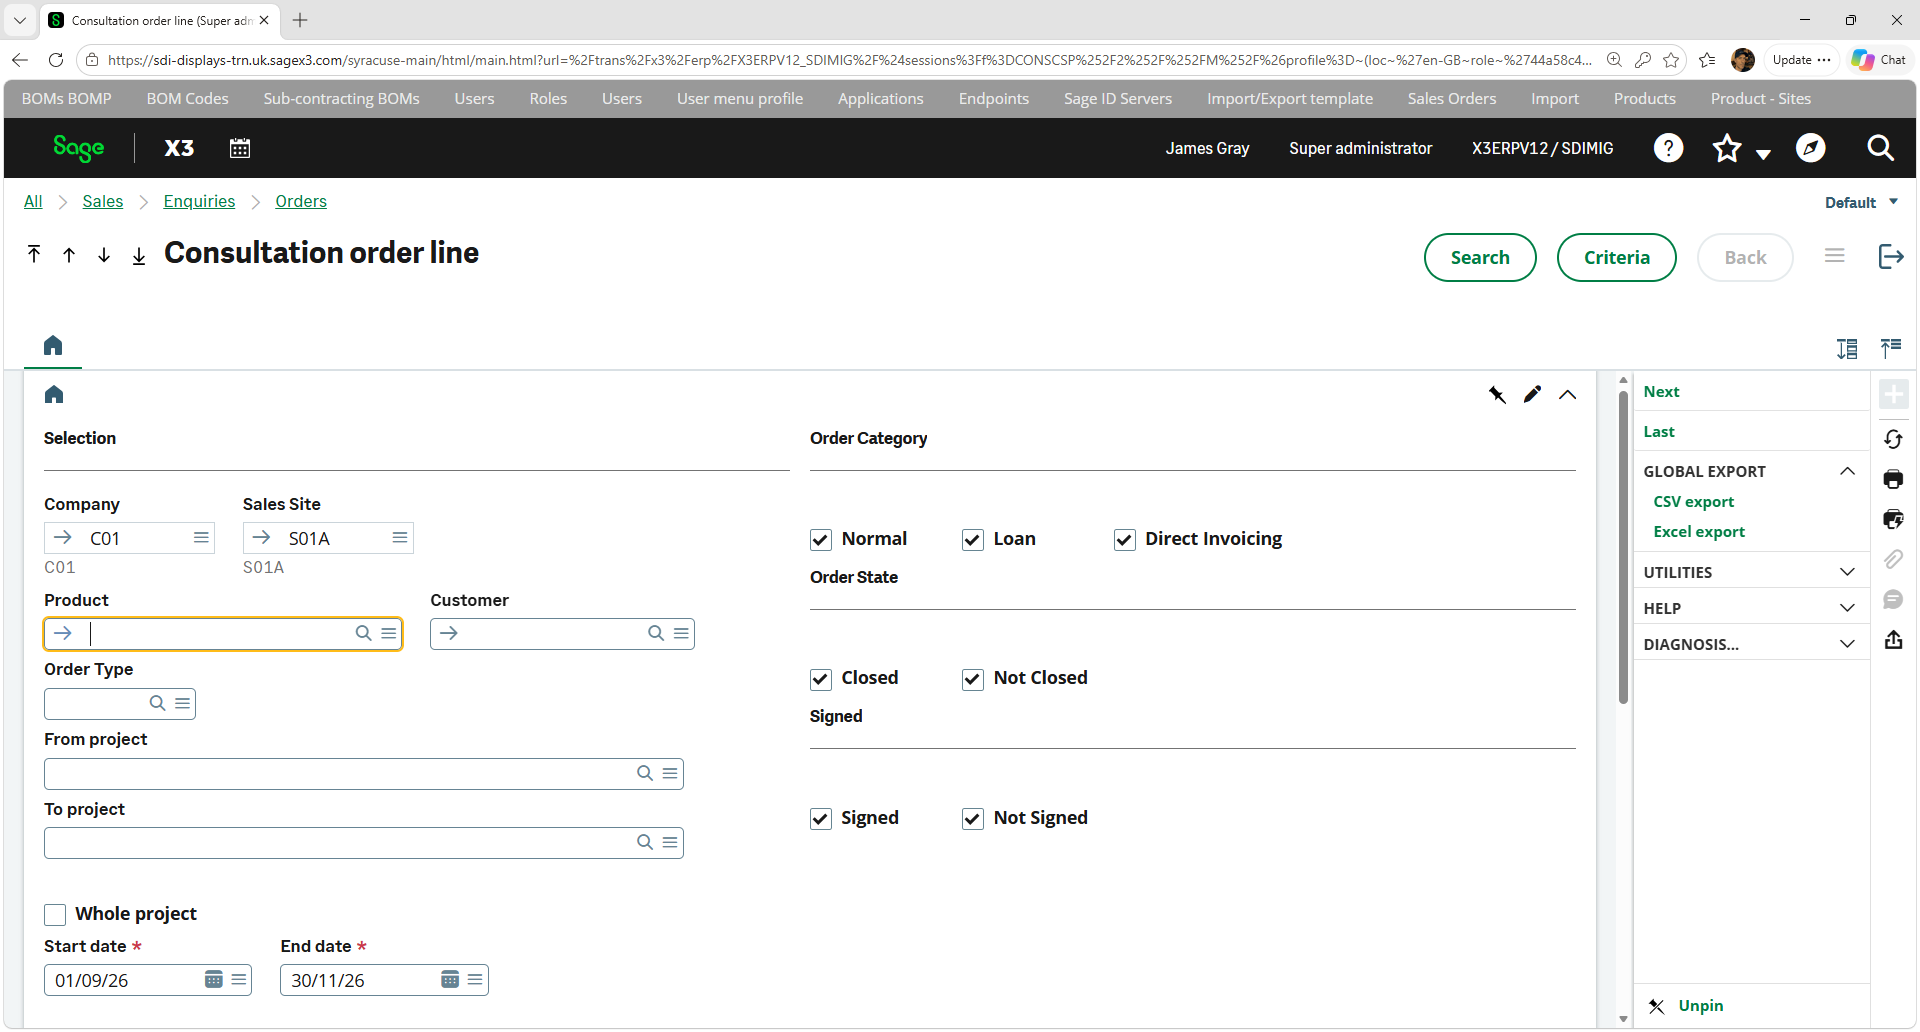 Consultation order line (Super adm
https://sdi-displays-trn.uk.sagex3.com/syracuse-main/html/main.html?url=%2Ftrans%2Fx3%2Ferp%2FX3ERPV12_SDIMIG%2F%24sessions%3Ff%3DCONSCSP%252F2%252F%252FM%252F%26profile%3D~(loc~%27en-GB~role~%2744a58c4...
Update
Chat
BOMs BOMP
BOM Codes
Sub-contracting BOMs
Users
Roles
Users
User menu profile
Applications
Endpoints
Sage ID Servers
Import/Export template
Sales Orders
Import
Products
Product - Sites
Sage
X3
James Gray
Super administrator
X3ERPV12 / SDIMIG
All
Sales
Enquiries
Orders
Default
Consultation order line
Search
Criteria
Back
Selection
Order Category
Company
Sales Site
C01
S01A
C01
S01A
Normal
Loan
Direct Invoicing
Order State
Product
Customer
Order Type
Closed
Not Closed
Signed
From project
To project
Signed
Not Signed
Whole project
Start date *
End date *
01/09/26
30/11/26
Next
Last
GLOBAL EXPORT
CSV export
Excel export
UTILITIES
HELP
DIAGNOSIS...
Unpin